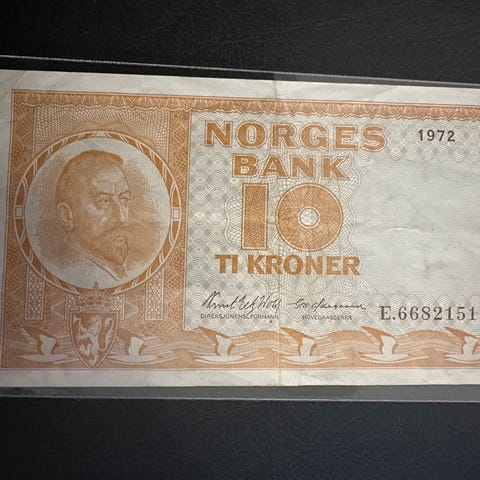 NORGES
BANK
1972
10
TI KRONER
DIREKSJONENS FORMANN HOVEDKASSERER
E.6682151